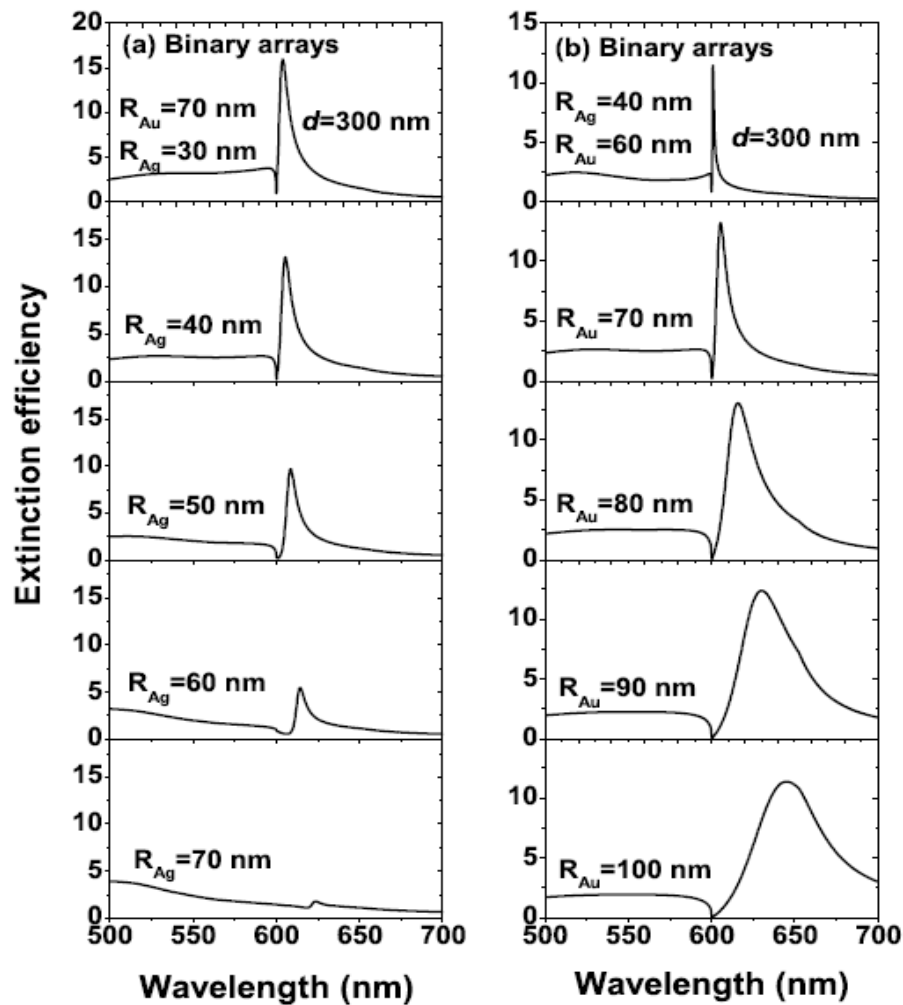 Extinction efficiency
(a) Binary arrays
R_Au=70 nm
d=300 nm
R_Ag=30 nm
20
15
10
5
0
R_Ag=40 nm
15
10
5
0
R_Ag=50 nm
15
10
5
0
R_Ag=60 nm
15
10
5
0
R_Ag=70 nm
15
10
5
0
500 550 600 650 700
Wavelength (nm)
(b) Binary arrays
R_Ag=40 nm
d=300 nm
R_Au=60 nm
15
10
5
0
R_Au=70 nm
10
5
0
R_Au=80 nm
10
5
0
R_Au=90 nm
10
5
0
R_Au=100 nm
10
5
0
500 550 600 650 700
Wavelength (nm)